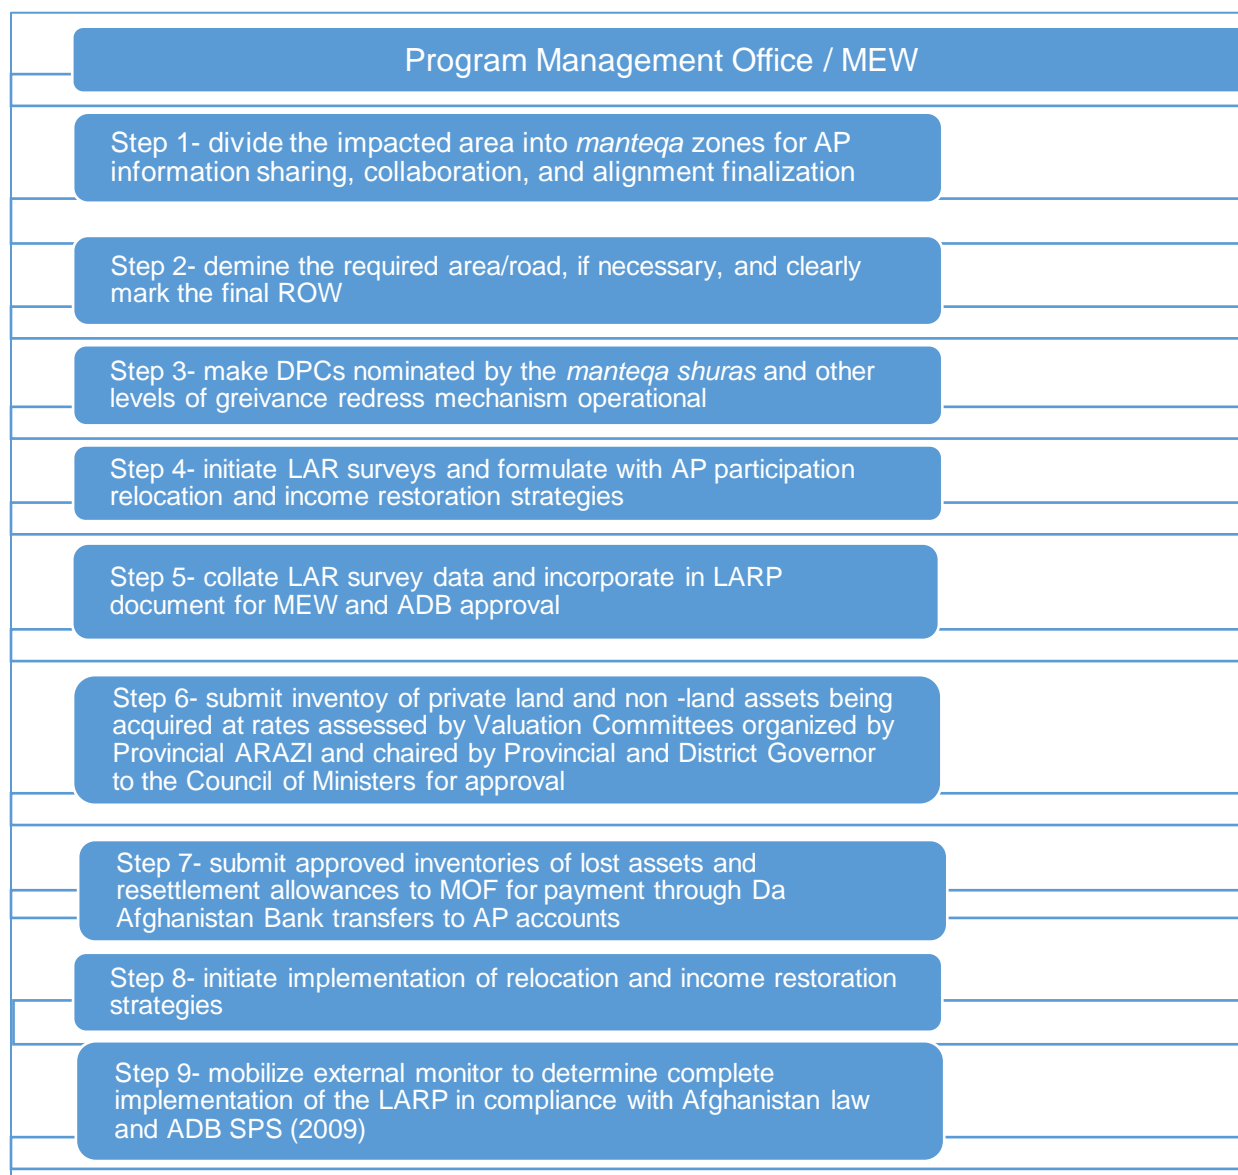 Program Management Office / MEW
Step 1- divide the impacted area into manteqa zones for AP
information sharing, collaboration, and alignment finalization
Step 2- demine the required area/road, if necessary, and clearly
mark the final ROW
Step 3- make DPCs nominated by the manteqa shuras and other
levels of greivance redress mechanism operational
Step 4- initiate LAR surveys and formulate with AP participation
relocation and income restoration strategies
Step 5- collate LAR survey data and incorporate in LARP
document for MEW and ADB approval
Step 6- submit inventoy of private land and non -land assets being
acquired at rates assessed by Valuation Committees organized by
Provincial ARAZI and chaired by Provincial and District Governor
to the Council of Ministers for approval
Step 7- submit approved inventories of lost assets and
resettlement allowances to MOF for payment through Da
Afghanistan Bank transfers to AP accounts
Step 8- initiate implementation of relocation and income restoration
strategies
Step 9- mobilize external monitor to determine complete
implementation of the LARP in compliance with Afghanistan law
and ADB SPS (2009)